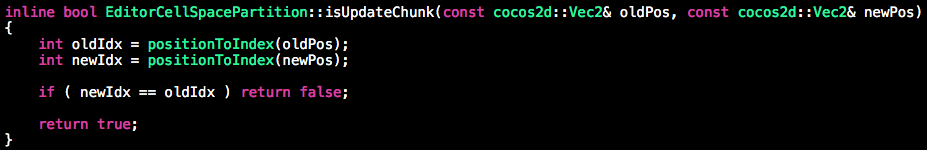 inline bool EditorCellSpacePartition::isUpdateChunk(const cocos2d::Vec2& oldPos, const cocos2d::Vec2& newPos)
{
    int oldIdx = positionToIndex(oldPos);
    int newIdx = positionToIndex(newPos);

    if ( newIdx == oldIdx ) return false;

    return true;
}